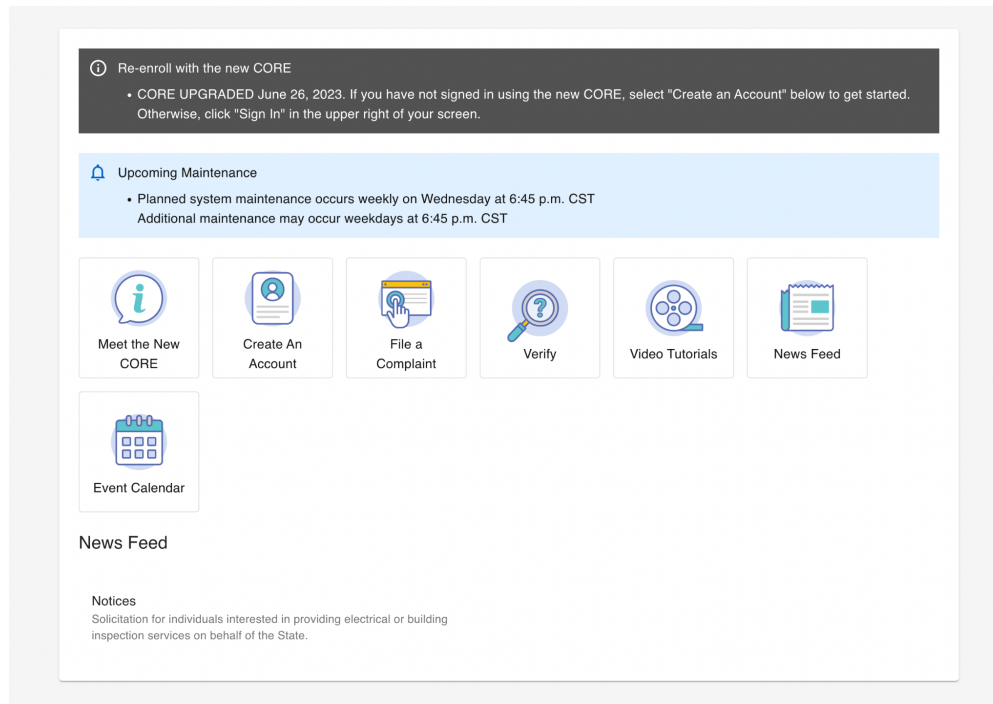 Re-enroll with the new CORE
• CORE UPGRADED June 26, 2023. If you have not signed in using the new CORE, select "Create an Account" below to get started.
Otherwise, click "Sign In" in the upper right of your screen.
Upcoming Maintenance
• Planned system maintenance occurs weekly on Wednesday at 6:45 p.m. CST
Additional maintenance may occur weekdays at 6:45 p.m. CST
Meet the New
CORE
Create An
Account
File a
Complaint
Verify
Video Tutorials
News Feed
Event Calendar
News Feed
Notices
Solicitation for individuals interested in providing electrical or building
inspection services on behalf of the State.